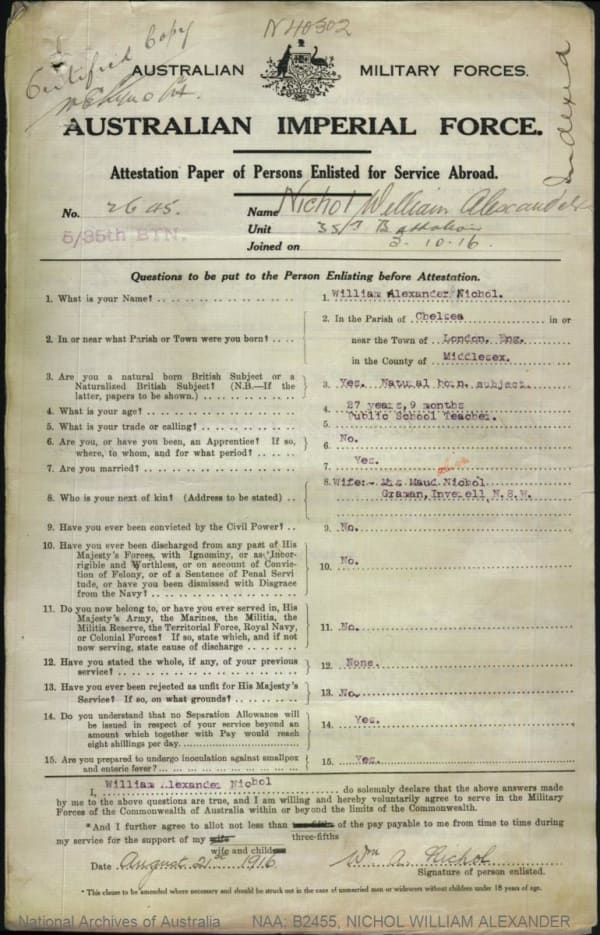 N40302
Certified Copy
Indexed
AUSTRALIAN MILITARY FORCES.
AUSTRALIAN IMPERIAL FORCE.
Attestation Paper of Persons Enlisted for Service Abroad.
No. 2645. Name Nichol William Alexander
5/35th BTN. Unit 35th Battalion
Joined on 3-10-16.
Questions to be put to the Person Enlisting before Attestation.
1. What is your Name? 1. William Alexander Nichol.
2. In or near what Parish or Town were you born? 2. In the Parish of Chelsea in or
near the Town of London, Eng.
in the County of Middlesex.
3. Are you a natural born British Subject or a
Naturalized British Subject? (N.B.—If the 3. Yes. Natural born subject.
latter, papers to be shown.)
4. What is your age? 4. 27 years, 9 months
5. What is your trade or calling? 5. Public School Teacher.
6. Are you, or have you been, an Apprentice? If so, 6. No.
where, to whom, and for what period?
7. Are you married? 7. Yes.
8. Who is your next of kin? (Address to be stated) 8. Wife:- Mrs Maud Nichol
Graman, Inverell, N.S.W.
9. Have you ever been convicted by the Civil Power? 9. No.
10. Have you ever been discharged from any part of His
Majesty's Forces, with Ignominy, or as Incor-
rigible and Worthless, or on account of Convic-
tion of Felony, or of a Sentence of Penal Servi
tude, or have you been Dismissed with Disgrace
from the Navy? 10. No.
11. Do you now belong to, or have you ever served in, His
Majesty's Army, the Marines, the Militia, the
Militia Reserve, the Territorial Force, Royal Navy,
or Colonial Forces? If so, state which, and if not
now serving, state cause of discharge 11. No.
12. Have you stated the whole, if any, of your previous
service? 12. None.
13. Have you ever been rejected as unfit for His Majesty's
Service? If so, on what grounds? 13. No.
14. Do you understand that no Separation Allowance will
be issued in respect of your service beyond an
amount which together with Pay would reach
eight shillings per day. 14. Yes.
15. Are you prepared to undergo inoculation against smallpox
and enteric fever? 15. Yes.
I, William Alexander Nichol do solemnly declare that the above answers made
by me to the above questions are true, and I am willing and hereby voluntarily agree to serve in the Military
Forces of the Commonwealth of Australia within or beyond the limits of the Commonwealth.
*And I further agree to allot not less than of the pay payable to me from time to time during
my service for the support of my wife three-fifths
wife and children
Date August 21st 1916 Wm A. Nichol
Signature of person enlisted.
* This clause to be amended where necessary and should be struck out in the case of unmarried men or widowers without children under 18 years of age.
National Archives of Australia NAA: B2455, NICHOL WILLIAM ALEXANDER